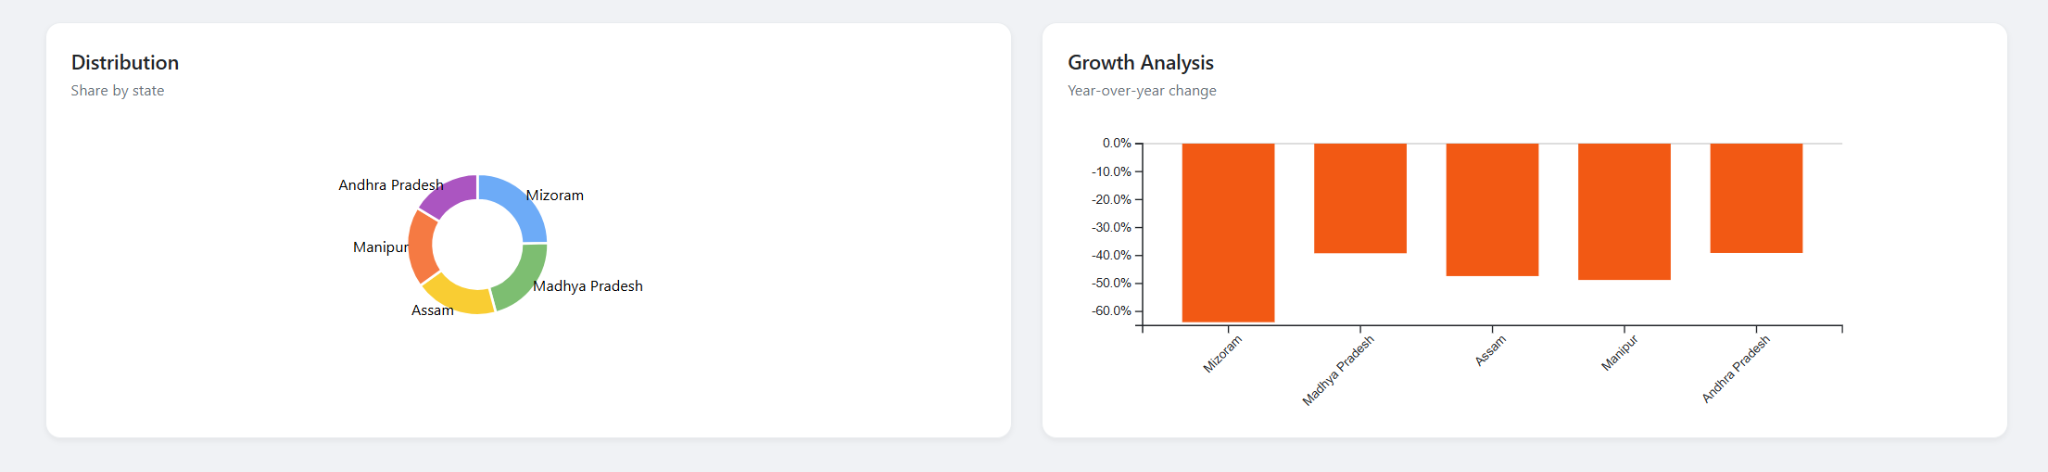 Distribution
Share by state
Andhra Pradesh
Mizoram
Manipur
Madhya Pradesh
Assam
Growth Analysis
Year-over-year change
0.0%
-10.0%
-20.0%
-30.0%
-40.0%
-50.0%
-60.0%
Mizoram
Madhya Pradesh
Assam
Manipur
Andhra Pradesh